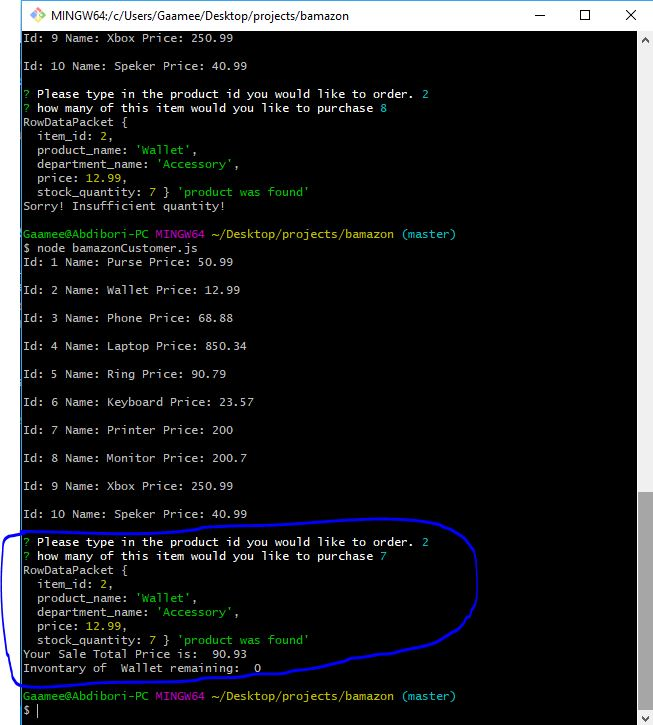 MINGW64:/c/Users/Gaamee/Desktop/projects/bamazon
Id: 9 Name: Xbox Price: 250.99
Id: 10 Name: Speker Price: 40.99
? Please type in the product id you would like to order. 2
? how many of this item would you like to purchase 8
RowDataPacket {
item_id: 2,
product_name: 'Wallet',
department_name: 'Accessory',
price: 12.99,
stock_quantity: 7 } 'product was found'
Sorry! Insufficient quantity!
Gaamee@Abdibori-PC MINGW64 ~/Desktop/projects/bamazon (master)
$ node bamazonCustomer.js
Id: 1 Name: Purse Price: 50.99
Id: 2 Name: Wallet Price: 12.99
Id: 3 Name: Phone Price: 68.88
Id: 4 Name: Laptop Price: 850.34
Id: 5 Name: Ring Price: 90.79
Id: 6 Name: Keyboard Price: 23.57
Id: 7 Name: Printer Price: 200
Id: 8 Name: Monitor Price: 200.7
Id: 9 Name: Xbox Price: 250.99
Id: 10 Name: Speker Price: 40.99
? Please type in the product id you would like to order. 2
? how many of this item would you like to purchase 7
RowDataPacket {
item_id: 2,
product_name: 'Wallet',
department_name: 'Accessory',
price: 12.99,
stock_quantity: 7 } 'product was found'
Your Sale Total Price is:  90.93
Invontary of  Wallet remaining:  0
Gaamee@Abdibori-PC MINGW64 ~/Desktop/projects/bamazon (master)
$